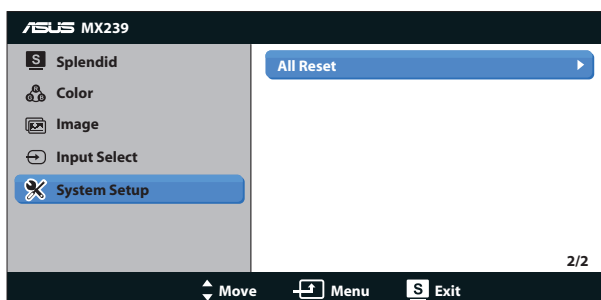 ASUS MX239
S Splendid
Color
Image
Input Select
System Setup
All Reset
2/2
Move Menu S Exit